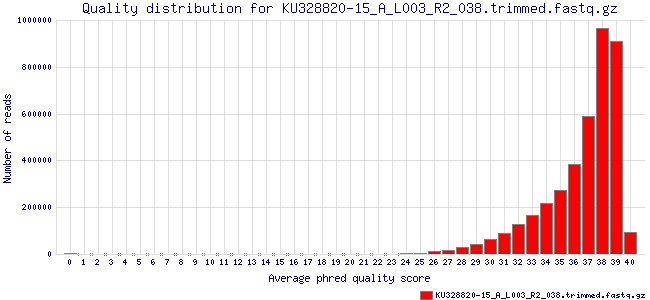 Quality distribution for KU328820-15_A_L003_R2_038.trimmed.fastq.gz
1000000
800000
600000
400000
200000
0
Number of reads
0 1 2 3 4 5 6 7 8 9 10 11 12 13 14 15 16 17 18 19 20 21 22 23 24 25 26 27 28 29 30 31 32 33 34 35 36 37 38 39 40
Average phred quality score
KU328820-15_A_L003_R2_038.trimmed.fastq.gz